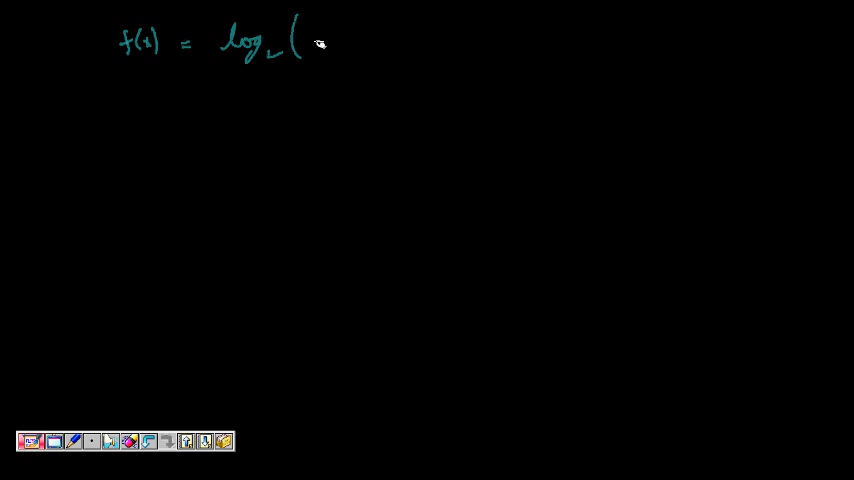 f(x) = log₂ (